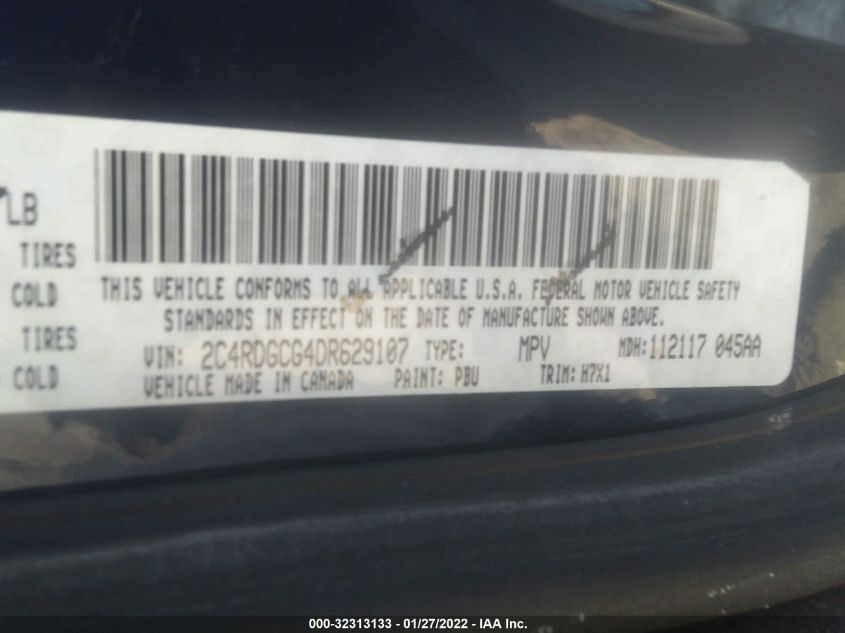 LB
TIRES
COLD
TIRES
COLD
THIS VEHICLE CONFORMS TO ALL APPLICABLE U.S.A. FEDERAL MOTOR VEHICLE SAFETY
STANDARDS IN EFFECT ON THE DATE OF MANUFACTURE SHOWN ABOVE.
VIN: 2C4RDGCG4DR629107 TYPE: MPV MDH:112117 045AA
VEHICLE MADE IN CANADA PAINT: PBU TRIM: H7X1
000-32313133 - 01/27/2022 - IAA Inc.